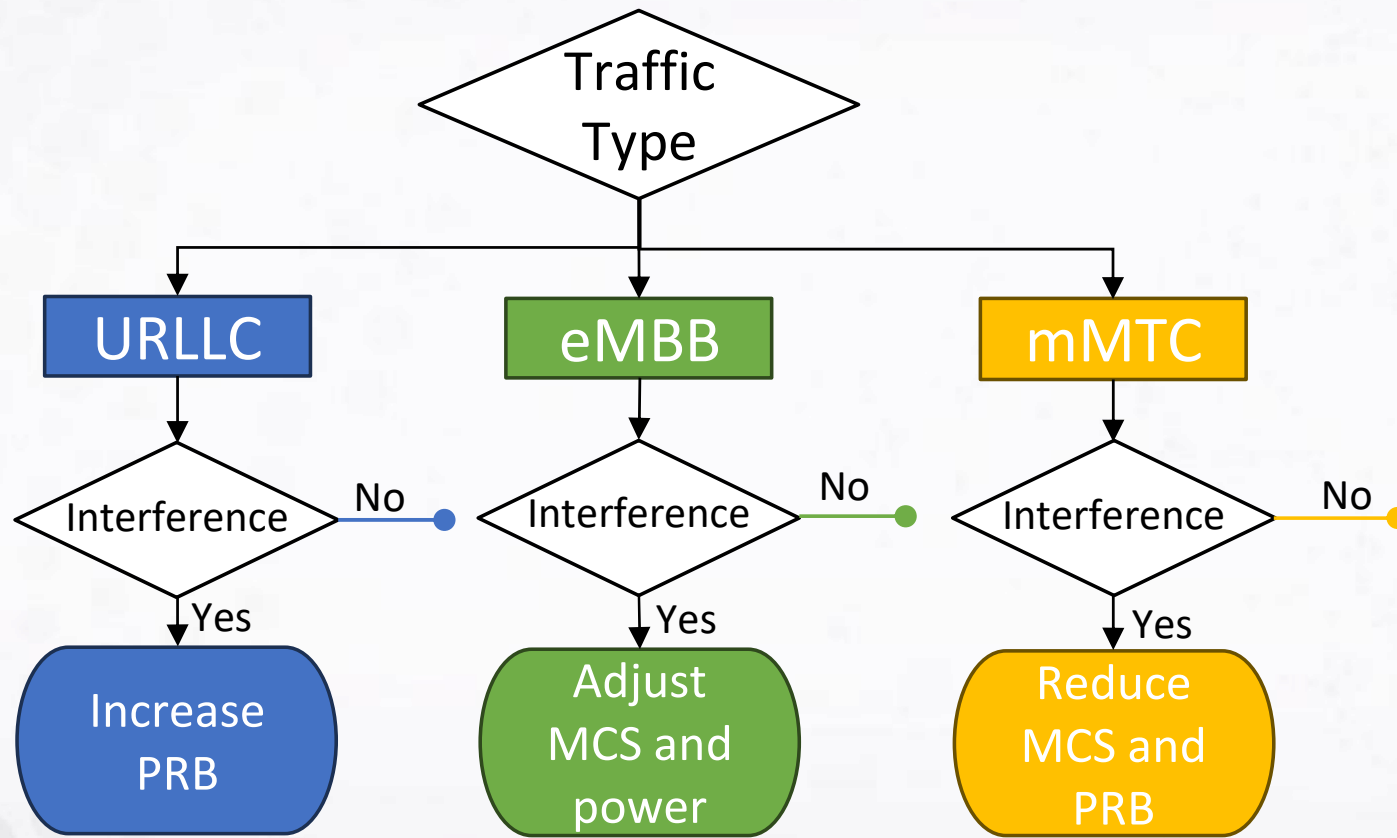 Traffic
Type
URLLC
eMBB
mMTC
Interference
No
Interference
No
Interference
No
Yes
Yes
Yes
Increase
PRB
Adjust
MCS and
power
Reduce
MCS and
PRB